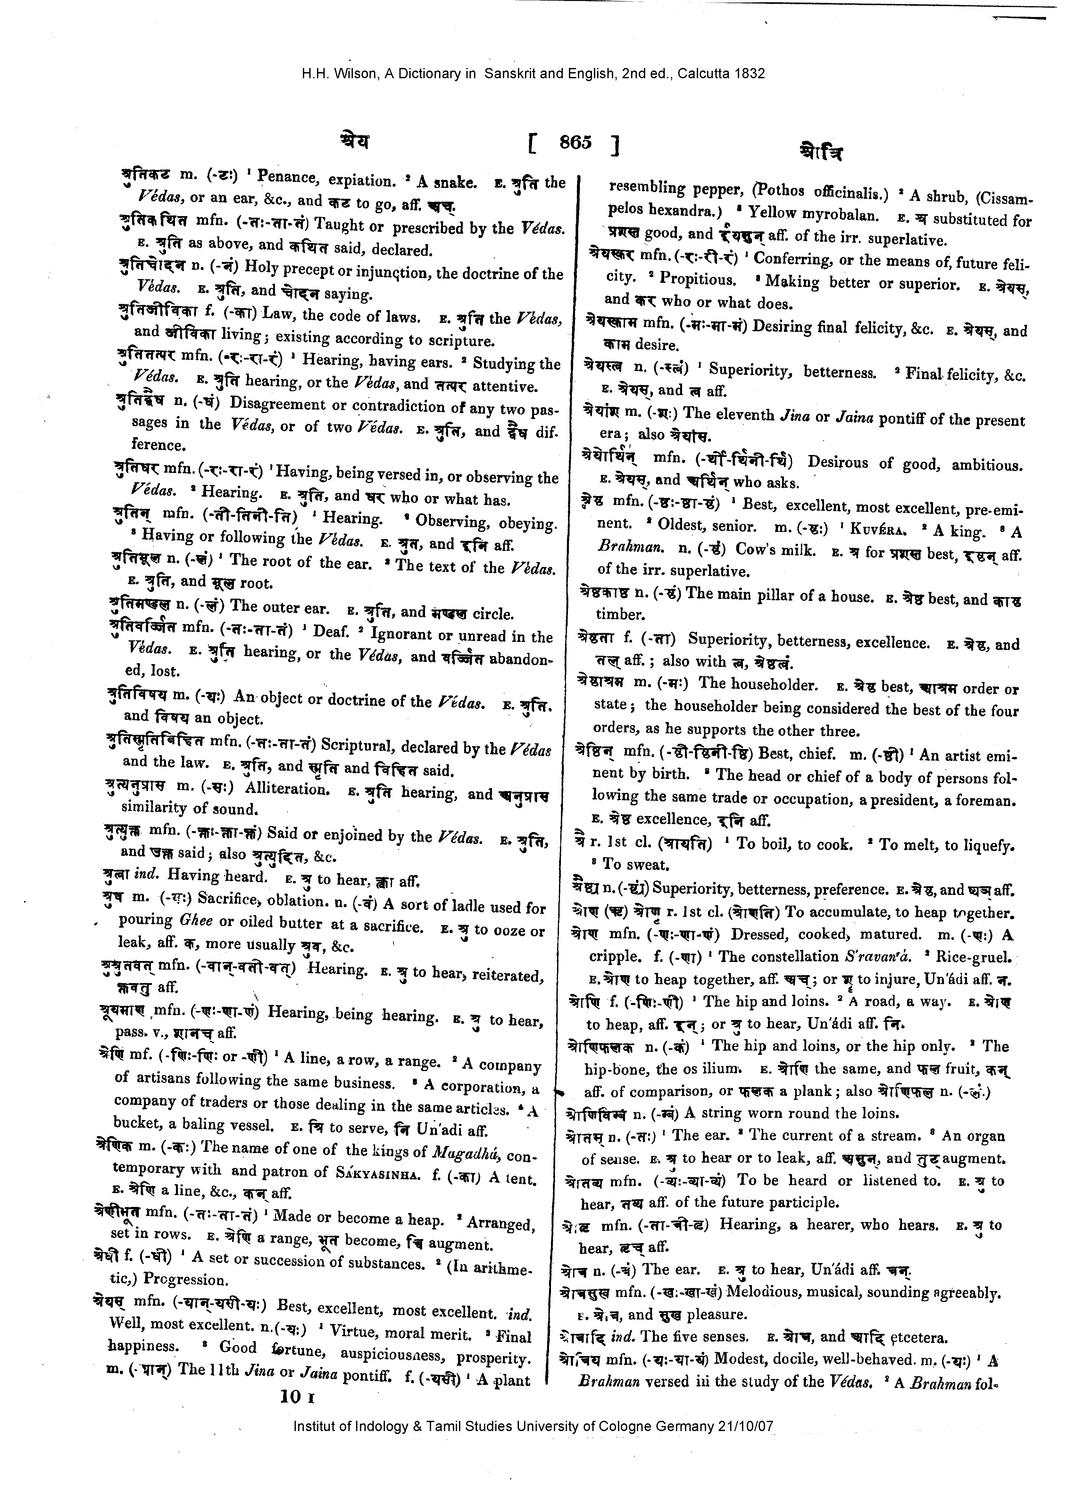 H.H. Wilson, A Dictionary in Sanskrit and English, 2nd ed., Calcutta 1832
श्रेय [ 865 ] श्रोत्रि
श्रुतिकट m. (-टः) ¹ Penance, expiation. ² A snake. E. श्रुति the
Védas, or an ear, &c., and कट to go, aff. अच्.
श्रुतिकथित mfn. (-तः-ता-तं) Taught or prescribed by the Védas.
E. श्रुति as above, and कथित said, declared.
श्रुतिचोदन n. (-नं) Holy precept or injunction, the doctrine of the
Védas. E. श्रुति, and चोदन saying.
श्रुतिजीविका f. (-का) Law, the code of laws. E. श्रुति the Védas,
and जीविका living; existing according to scripture.
श्रुतितत्पर mfn. (-रः-रा-रं) ¹ Hearing, having ears. ² Studying the
Védas. E. श्रुति hearing, or the Védas, and तत्पर attentive.
श्रुतिद्वैध n. (-धं) Disagreement or contradiction of any two pas-
sages in the Védas, or of two Védas. E. श्रुति, and द्वैध dif-
ference.
श्रुतिधर mfn. (-रः-रा-रं) ¹ Having, being versed in, or observing the
Védas. ² Hearing. E. श्रुति, and धर who or what has.
श्रुतिन् mfn. (-ती-तिनी-ति) ¹ Hearing. ² Observing, obeying.
³ Having or following the Védas. E. श्रुत, and इनि aff.
श्रुतिमूल n. (-लं) ¹ The root of the ear. ² The text of the Védas.
E. श्रुति, and मूल root.
श्रुतिमण्डल n. (-लं) The outer ear. E. श्रुति, and मण्डल circle.
श्रुतिवर्ज्जित mfn. (-तः-ता-तं) ¹ Deaf. ² Ignorant or unread in the
Védas. E. श्रुति hearing, or the Védas, and वर्ज्जित abandon-
ed, lost.
श्रुतिविषय m. (-यः) An object or doctrine of the Védas. E. श्रुति,
and विषय an object.
श्रुतिस्मृतिविहित mfn. (-तः-ता-तं) Scriptural, declared by the Védas
and the law. E. श्रुति, and स्मृति and विहित said.
श्रुत्यनुप्रास m. (-सः) Alliteration. E. श्रुति hearing, and अनुप्रास
similarity of sound.
श्रुत्युक्त mfn. (-क्तः-क्ता-क्तं) Said or enjoined by the Védas. E. श्रुति,
and उक्त said; also श्रुत्युदित, &c.
श्रुत्वा ind. Having heard. E. श्रु to hear, क्त्वा aff.
श्रुव m. (-वः) Sacrifice, oblation. n. (-वं) A sort of ladle used for
pouring Ghee or oiled butter at a sacrifice. E. श्रु to ooze or
leak, aff. क, more usually स्रुव, &c.
शुश्रुतवत् mfn. (-वान्-वती-वत्) Hearing. E. श्रु to hear, reiterated,
क्तवतु aff.
श्रूयमाण mfn. (-णः-णा-णं) Hearing, being hearing. E. श्रु to hear,
pass. v., शानच् aff.
श्रेणि mf. (-णिः-णिः or -णी) ¹ A line, a row, a range. ² A company
of artisans following the same business. ³ A corporation, a
company of traders or those dealing in the same articles. ⁴ A
bucket, a baling vessel. E. श्रि to serve, नि Un'adi aff.
श्रेणिक m. (-कः) The name of one of the kings of Magadhá, con-
temporary with and patron of SÁKYASINHA. f. (-का) A tent.
E. श्रेणि a line, &c., कन् aff.
श्रेणीभूत mfn. (-तः-ता-तं) ¹ Made or become a heap. ² Arranged,
set in rows. E. श्रेणि a range, भूत become, च्वि augment.
श्रेधी f. (-धी) ¹ A set or succession of substances. ² (In arithme-
tic,) Progression.
श्रेयस् mfn. (-यान्-यसी-यः) Best, excellent, most excellent. ind.
Well, most excellent. n. (-यः) ¹ Virtue, moral merit. ² Final
happiness. ³ Good fortune, auspiciousness, prosperity.
m. (-यान्) The 11th Jina or Jaina pontiff. f. (-यसी) ¹ A plant
10 I
resembling pepper, (Pothos officinalis.) ² A shrub, (Cissam-
pelos hexandra.) ³ Yellow myrobalan. E. श्र substituted for
प्रशस्य good, and ईयसुन् aff. of the irr. superlative.
श्रेयस्कर mfn. (-रः-री-रं) ¹ Conferring, or the means of, future feli-
city. ² Propitious. ³ Making better or superior. E. श्रेयस्,
and कर who or what does.
श्रेयस्काम mfn. (-मः-मा-मं) Desiring final felicity, &c. E. श्रेयस्, and
काम desire.
श्रेयस्त्व n. (-स्त्वं) ¹ Superiority, betterness. ² Final felicity, &c.
E. श्रेयस्, and त्व aff.
श्रेयांश m. (-शः) The eleventh Jina or Jaina pontiff of the present
era; also श्रेयांस.
श्रेयोर्थिन् mfn. (-र्थी-र्थिनी-र्थि) Desirous of good, ambitious.
E. श्रेयस्, and अर्थिन् who asks.
श्रेष्ठ mfn. (-ष्ठः-ष्ठा-ष्ठं) ¹ Best, excellent, most excellent, pre-emi-
nent. ² Oldest, senior. m. (-ष्ठः) ¹ KUVÉRA. ² A king. ³ A
Brahman. n. (-ष्ठं) Cow's milk. E. श्र for प्रशस्य best, इष्ठन् aff.
of the irr. superlative.
श्रेष्ठकाष्ठ n. (-ष्ठं) The main pillar of a house. E. श्रेष्ठ best, and काष्ठ
timber.
श्रेष्ठता f. (-ता) Superiority, betterness, excellence. E. श्रेष्ठ, and
तल् aff.; also with त्व, श्रेष्ठत्वं.
श्रेष्ठाश्रम m. (-मः) The householder. E. श्रेष्ठ best, आश्रम order or
state; the householder being considered the best of the four
orders, as he supports the other three.
श्रेष्ठिन् mfn. (-ष्ठी-ष्ठिनी-ष्ठि) Best, chief. m. (-ष्ठी) ¹ An artist emi-
nent by birth. ² The head or chief of a body of persons fol-
lowing the same trade or occupation, a president, a foreman.
E. श्रेष्ठ excellence, इनि aff.
श्रै r. 1st cl. (श्रायति) ¹ To boil, to cook. ² To melt, to liquefy.
³ To sweat.
श्रैष्ठ्य n. (-ष्ठ्यं) Superiority, betterness, preference. E. श्रेष्ठ, and ष्यञ् aff.
श्रोण (ऋ) श्रोणृ r. 1st cl. (श्रोणति) To accumulate, to heap together.
श्रोण mfn. (-णः-णा-णं) Dressed, cooked, matured. m. (-णः) A
cripple. f. (-णा) ¹ The constellation S'ravan'á. ² Rice-gruel.
E. श्रोण to heap together, aff. अच्; or शॄ to injure, Un'ádi aff. न.
श्रोणि f. (-णिः-णी) ¹ The hip and loins. ² A road, a way. E. श्रोण
to heap, aff. इन्; or श्रु to hear, Un'ádi aff. नि.
श्रोणिफलक n. (-कं) ¹ The hip and loins, or the hip only. ² The
hip-bone, the os ilium. E. श्रोणि the same, and फल fruit, कन्
aff. of comparison, or फलक a plank; also श्रोणिफल n. (-लं.)
श्रोणिविम्ब n. (-म्बं) A string worn round the loins.
श्रोतस् n. (-तः) ¹ The ear. ² The current of a stream. ³ An organ
of sense. E. श्रु to hear or to leak, aff. असुन्, and तुट् augment.
श्रोतव्य mfn. (-व्यः-व्या-व्यं) To be heard or listened to. E. श्रु to
hear, तव्य aff. of the future participle.
श्रोतृ mfn. (-ता-त्री-तृ) Hearing, a hearer, who hears. E. श्रु to
hear, तृच् aff.
श्रोत्र n. (-त्रं) The ear. E. श्रु to hear, Un'ádi aff. त्रन्.
श्रोत्रसुख mfn. (-खः-खा-खं) Melodious, musical, sounding agreeably.
E. श्रोत्र, and सुख pleasure.
श्रोत्रादि ind. The five senses. E. श्रोत्र, and आदि etcetera.
श्रोत्रिय mfn. (-यः-या-यं) Modest, docile, well-behaved. m. (-यः) ¹ A
Brahman versed in the study of the Védas. ² A Brahman fol-
Institut of Indology & Tamil Studies University of Cologne Germany 21/10/07